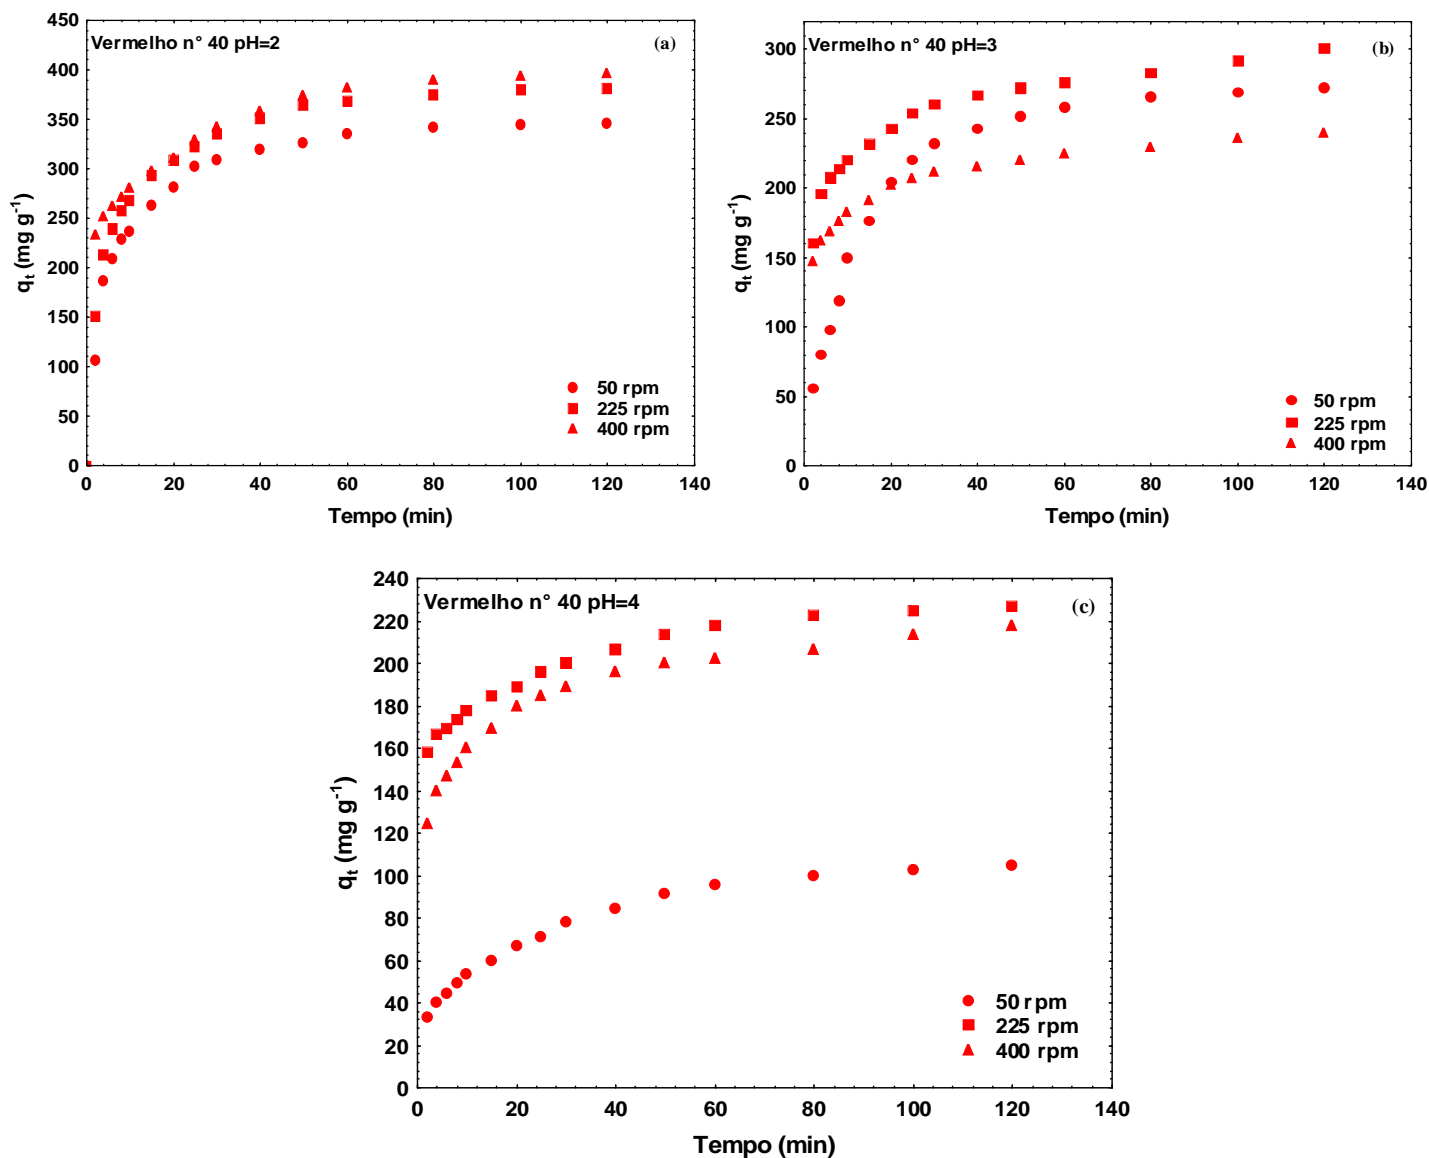 Vermelho n° 40 pH=2
(a)
450
400
350
300
250
200
150
100
50
0
qt (mg g-1)
50 rpm
225 rpm
400 rpm
0 20 40 60 80 100 120 140
Tempo (min)
Vermelho n° 40 pH=3
(b)
300
250
200
150
100
50
0
qt (mg g-1)
50 rpm
225 rpm
400 rpm
0 20 40 60 80 100 120 140
Tempo (min)
Vermelho n° 40 pH=4
(c)
240
220
200
180
160
140
120
100
80
60
40
20
0
qt (mg g-1)
50 rpm
225 rpm
400 rpm
0 20 40 60 80 100 120 140
Tempo (min)